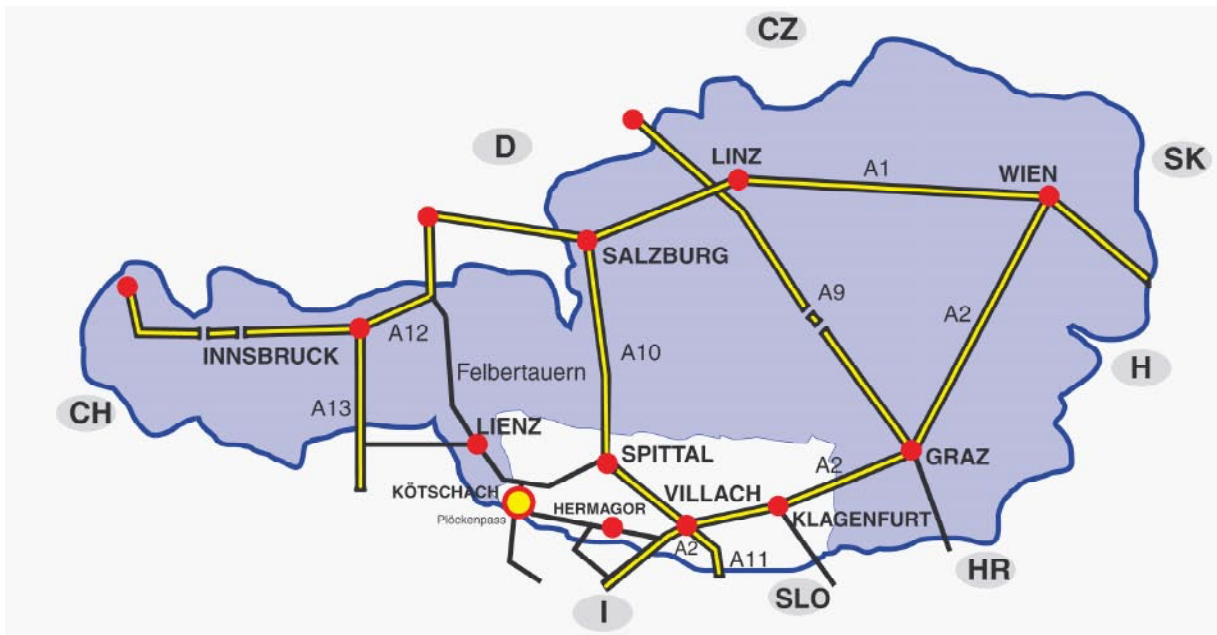 CZ
D
LINZ
A1
WIEN
SK
SALZBURG
A9
A2
A12
INNSBRUCK
A10
Felbertauern
H
CH
A13
LIENZ
SPITTAL
A2
GRAZ
KÖTSCHACH
VILLACH
HERMAGOR
Plöckenpass
KLAGENFURT
A2
A11
HR
SLO
I